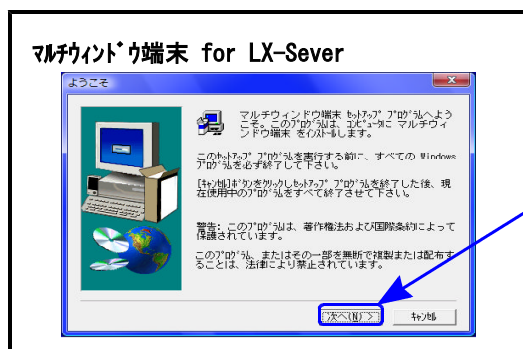 ﾏﾙﾁｳｨﾝﾄﾞｳ端末 for LX-Sever
ようこそ
マルチウィンドウ端末 ｾｯﾄｱｯﾌﾟ ﾌﾟﾛｸﾞﾗﾑへよう
こそ。このﾌﾟﾛｸﾞﾗﾑは、ｺﾝﾋﾟｭｰﾀに マルチウィ
ンドウ端末 をｲﾝｽﾄｰﾙします。
このｾｯﾄｱｯﾌﾟ ﾌﾟﾛｸﾞﾗﾑを実行する前に、すべての Windows
ﾌﾟﾛｸﾞﾗﾑを必ず終了して下さい。
[ｷｬﾝｾﾙ]ﾎﾞﾀﾝをｸﾘｯｸしｾｯﾄｱｯﾌﾟ ﾌﾟﾛｸﾞﾗﾑを終了した後、現
在使用中のﾌﾟﾛｸﾞﾗﾑをすべて終了させて下さい。
警告: このﾌﾟﾛｸﾞﾗﾑは、著作権法および国際条約によって
保護されています。
このﾌﾟﾛｸﾞﾗﾑ、またはその一部を無断で複製または配布す
ることは、法律により禁止されています。
次へ(N) >
ｷｬﾝｾﾙ